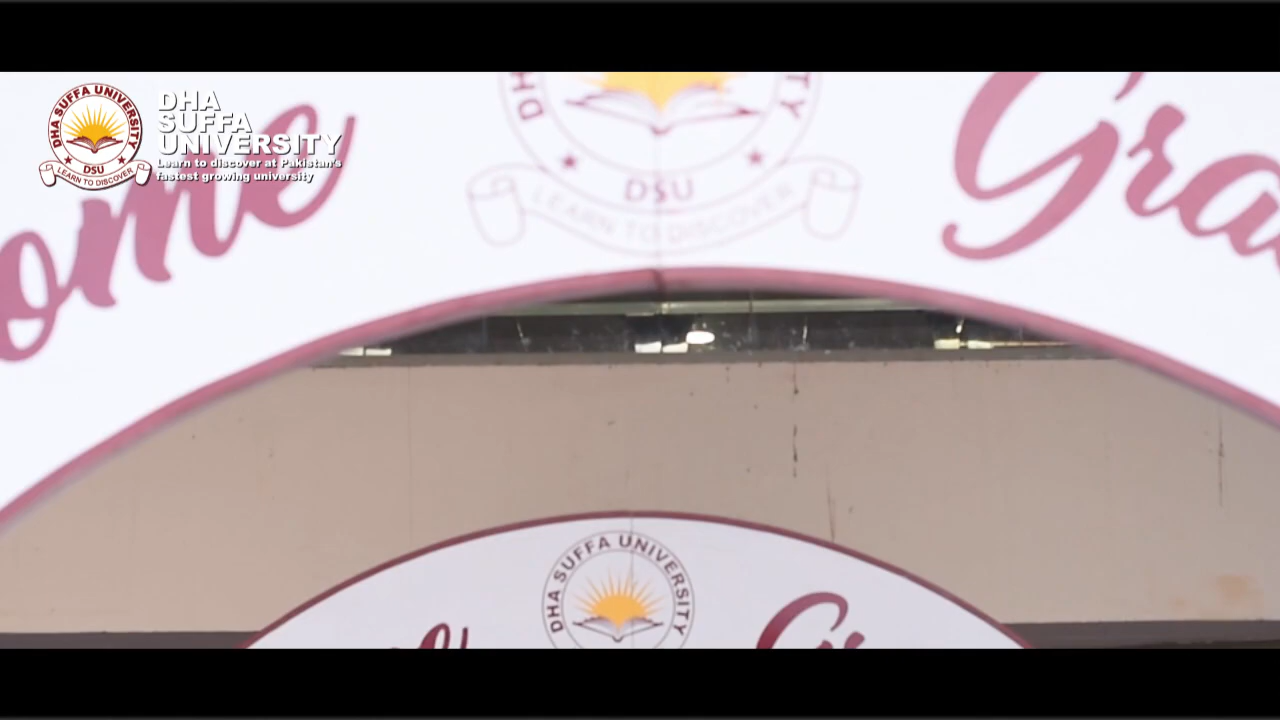 DHA SUFFA UNIVERSITY
DSU
LEARN TO DISCOVER
DHA
SUFFA
UNIVERSITY
Learn to discover at Pakistan's
fastest growing university
ome
DSU
LEARN TO DISCOVER
Gra
DHA SUFFA UNIVERSITY